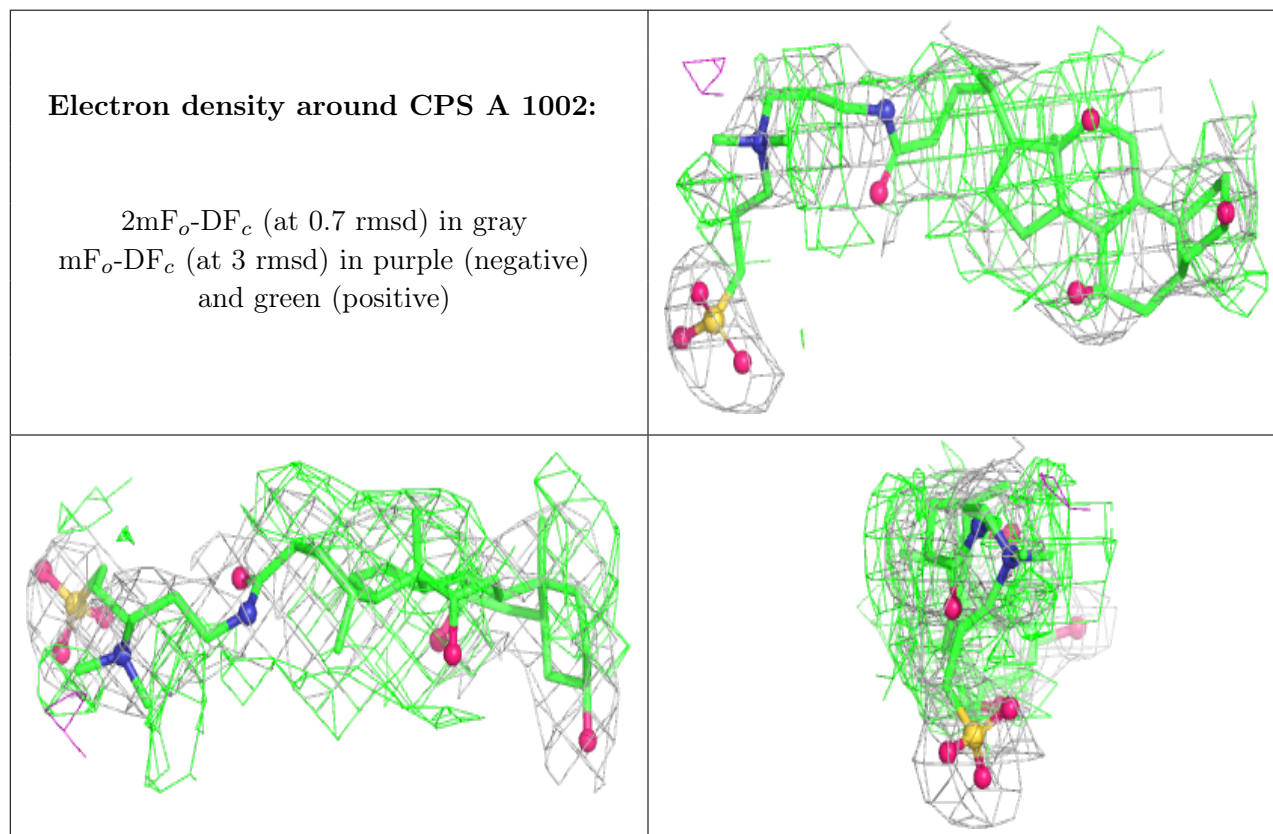 Electron density around CPS A 1002:
2mFo-DFc (at 0.7 rmsd) in gray
mFo-DFc (at 3 rmsd) in purple (negative)
and green (positive)